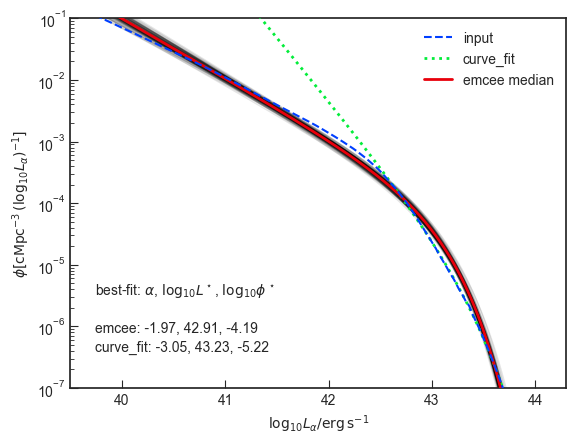 10⁻¹
10⁻²
10⁻³
10⁻⁴
10⁻⁵
10⁻⁶
10⁻⁷
ϕ[cMpc⁻³ (log₁₀Lα)⁻¹]
input
curve_fit
emcee median
best-fit: α, log₁₀L*, log₁₀ϕ*
emcee: -1.97, 42.91, -4.19
curve_fit: -3.05, 43.23, -5.22
40 41 42 43 44
log₁₀Lα/erg s⁻¹